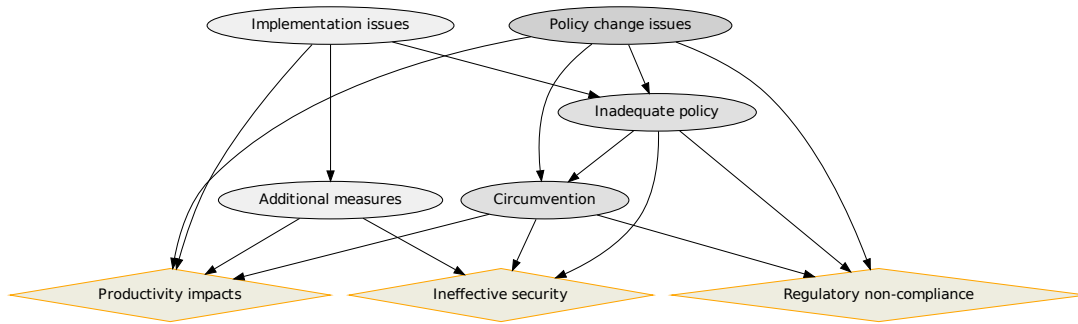 Implementation issues
Policy change issues
Inadequate policy
Additional measures
Circumvention
Productivity impacts
Ineffective security
Regulatory non-compliance